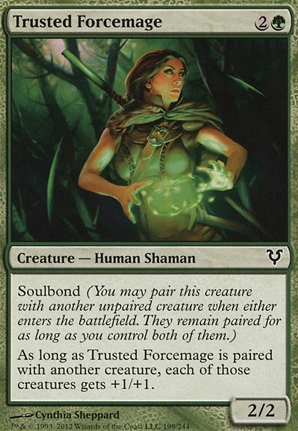 Trusted Forcemage 2
Creature — Human Shaman
Soulbond (You may pair this creature
with another unpaired creature when either
enters the battlefield. They remain paired for
as long as you control both of them.)
As long as Trusted Forcemage is paired
with another creature, each of those
creatures gets +1/+1.
2/2
Cynthia Sheppard
™ & © 1993–2012 Wizards of the Coast LLC 199/244